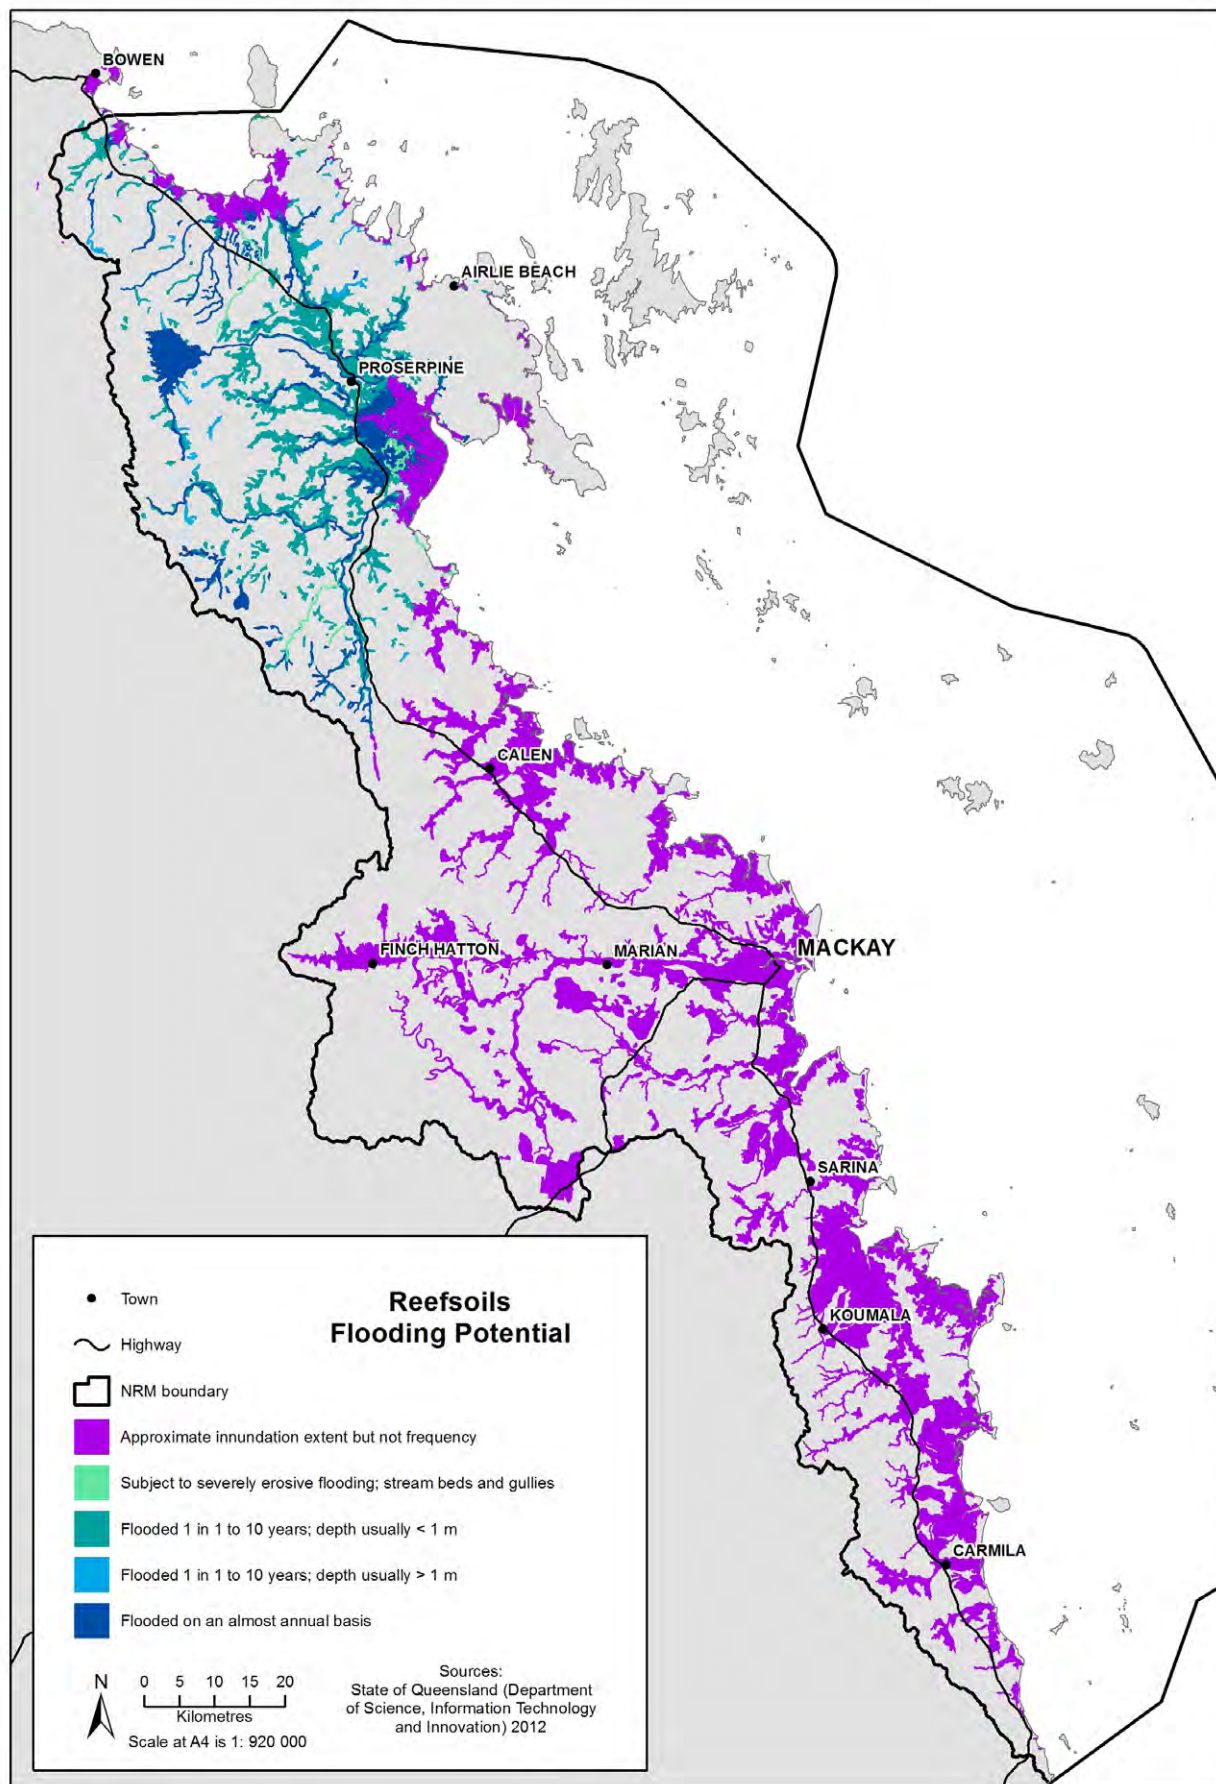 BOWEN
AIRLIE BEACH
PROSERPINE
CALEN
MACKAY
FINCH HATTON
MARIAN
SARINA
KOUMALA
CARMILA
Reefsoils
Flooding Potential
Town
Highway
NRM boundary
Approximate innundation extent but not frequency
Subject to severely erosive flooding; stream beds and gullies
Flooded 1 in 1 to 10 years; depth usually < 1 m
Flooded 1 in 1 to 10 years; depth usually > 1 m
Flooded on an almost annual basis
N
0 5 10 15 20
Kilometres
Scale at A4 is 1: 920 000
Sources:
State of Queensland (Department
of Science, Information Technology
and Innovation) 2012